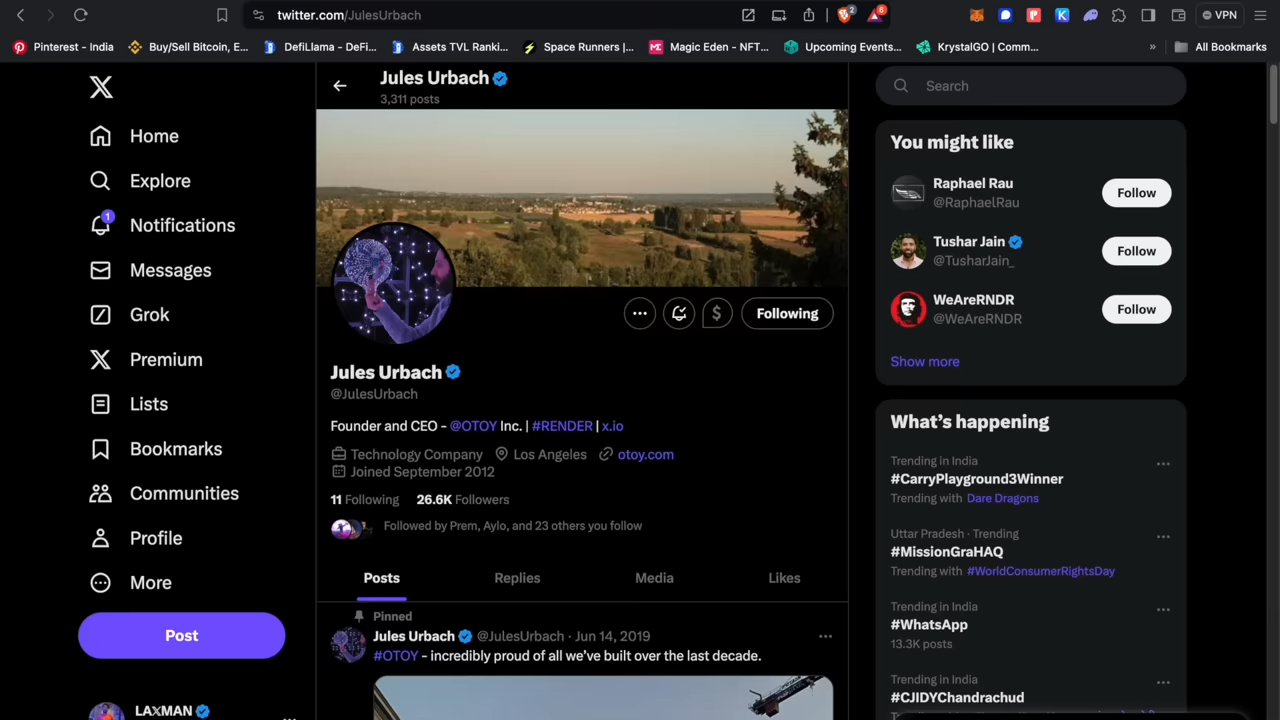 twitter.com/JulesUrbach
2
6
VPN
Pinterest - India
Buy/Sell Bitcoin, E...
DefiLlama - DeFi...
Assets TVL Ranki...
Space Runners |...
Magic Eden - NFT...
Upcoming Events...
KrystalGO | Comm...
»
All Bookmarks
Home
Explore
1
Notifications
Messages
Grok
Premium
Lists
Bookmarks
Communities
Profile
More
Post
LAXMAN
Jules Urbach
3,311 posts
Following
Jules Urbach
@JulesUrbach
Founder and CEO - @OTOY Inc. | #RENDER | x.io
Technology Company Los Angeles otoy.com
Joined September 2012
11 Following 26.6K Followers
Followed by Prem, Aylo, and 23 others you follow
Posts Replies Media Likes
Pinned
Jules Urbach @JulesUrbach · Jun 14, 2019
#OTOY - incredibly proud of all we've built over the last decade.
Search
You might like
Raphael Rau
@RaphaelRau
Follow
Tushar Jain
@TusharJain_
Follow
WeAreRNDR
@WeAreRNDR
Follow
Show more
What's happening
Trending in India
#CarryPlayground3Winner
Trending with Dare Dragons
Uttar Pradesh · Trending
#MissionGraHAQ
Trending with #WorldConsumerRightsDay
Trending in India
#WhatsApp
13.3K posts
Trending in India
#CJIDYChandrachud